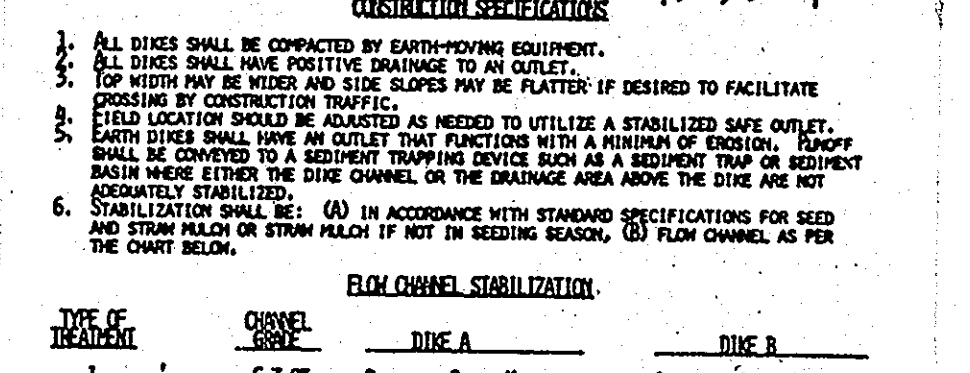 CONSTRUCTION SPECIFICATIONS
1. ALL DIKES SHALL BE COMPACTED BY EARTH-MOVING EQUIPMENT.
2. ALL DIKES SHALL HAVE POSITIVE DRAINAGE TO AN OUTLET.
3. TOP WIDTH MAY BE WIDER AND SIDE SLOPES MAY BE FLATTER IF DESIRED TO FACILITATE
CROSSING BY CONSTRUCTION TRAFFIC.
4. FIELD LOCATION SHOULD BE ADJUSTED AS NEEDED TO UTILIZE A STABILIZED SAFE OUTLET.
5. EARTH DIKES SHALL HAVE AN OUTLET THAT FUNCTIONS WITH A MINIMUM OF EROSION. RUNOFF
SHALL BE CONVEYED TO A SEDIMENT TRAPPING DEVICE SUCH AS A SEDIMENT TRAP OR SEDIMENT
BASIN WHERE EITHER THE DIKE CHANNEL OR THE DRAINAGE AREA ABOVE THE DIKE ARE NOT
ADEQUATELY STABILIZED.
6. STABILIZATION SHALL BE: (A) IN ACCORDANCE WITH STANDARD SPECIFICATIONS FOR SEED
AND STRAW MULCH OR STRAW MULCH IF NOT IN SEEDING SEASON, (B) FLOW CHANNEL AS PER
THE CHART BELOW.
FLOW CHANNEL STABILIZATION
TYPE OF TREATMENT
CHANNEL GRADE
DIKE A
DIKE B